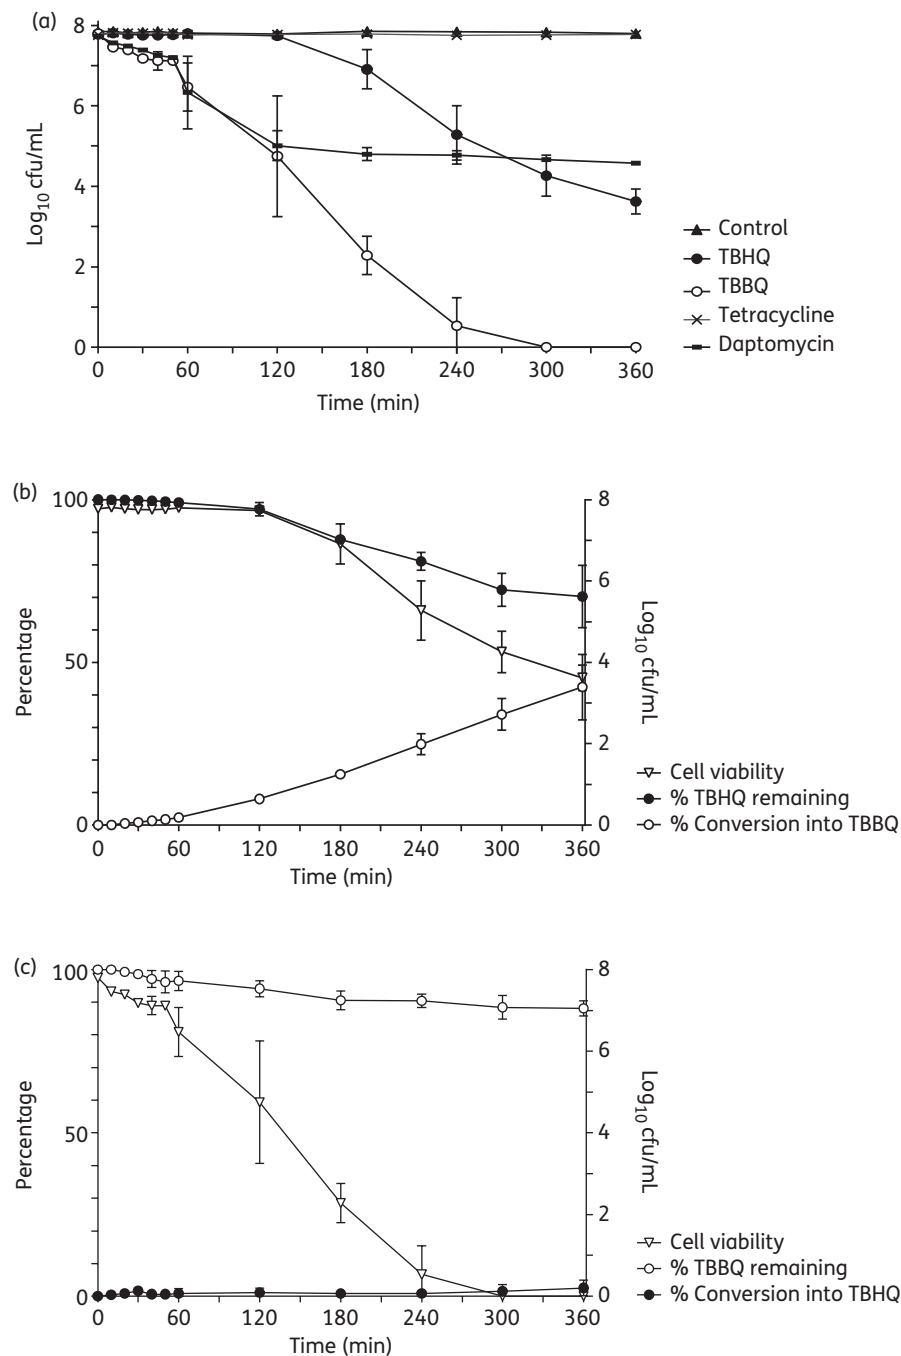 (a)
8
6
4
2
0
Log10 cfu/mL
0 60 120 180 240 300 360
Time (min)
Control
TBHQ
TBBQ
Tetracycline
Daptomycin
(b)
100
50
0
Percentage
8
6
4
2
0
Log10 cfu/mL
0 60 120 180 240 300 360
Time (min)
Cell viability
% TBHQ remaining
% Conversion into TBBQ
(c)
100
50
0
Percentage
8
6
4
2
0
Log10 cfu/mL
0 60 120 180 240 300 360
Time (min)
Cell viability
% TBBQ remaining
% Conversion into TBHQ